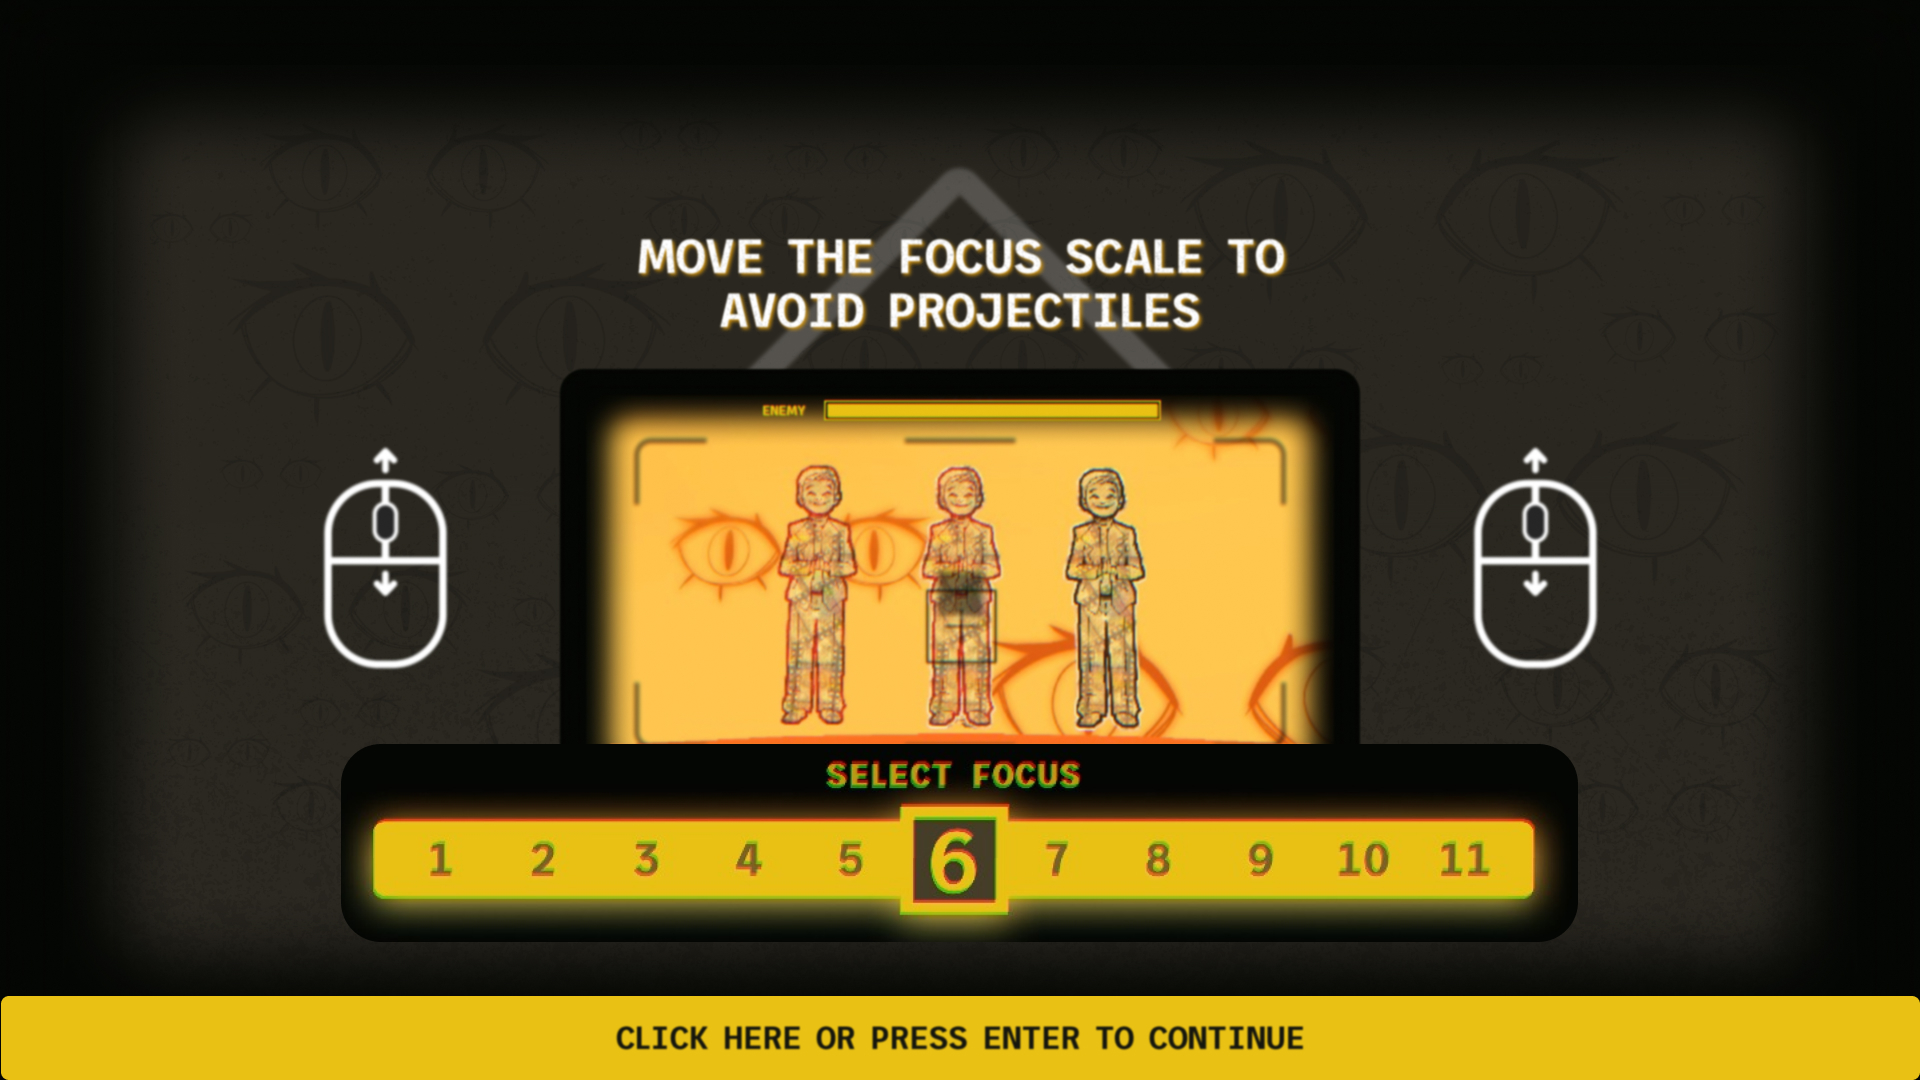 MOVE THE FOCUS SCALE TO
AVOID PROJECTILES
ENEMY
SELECT FOCUS
1 2 3 4 5 6 7 8 9 10 11
CLICK HERE OR PRESS ENTER TO CONTINUE